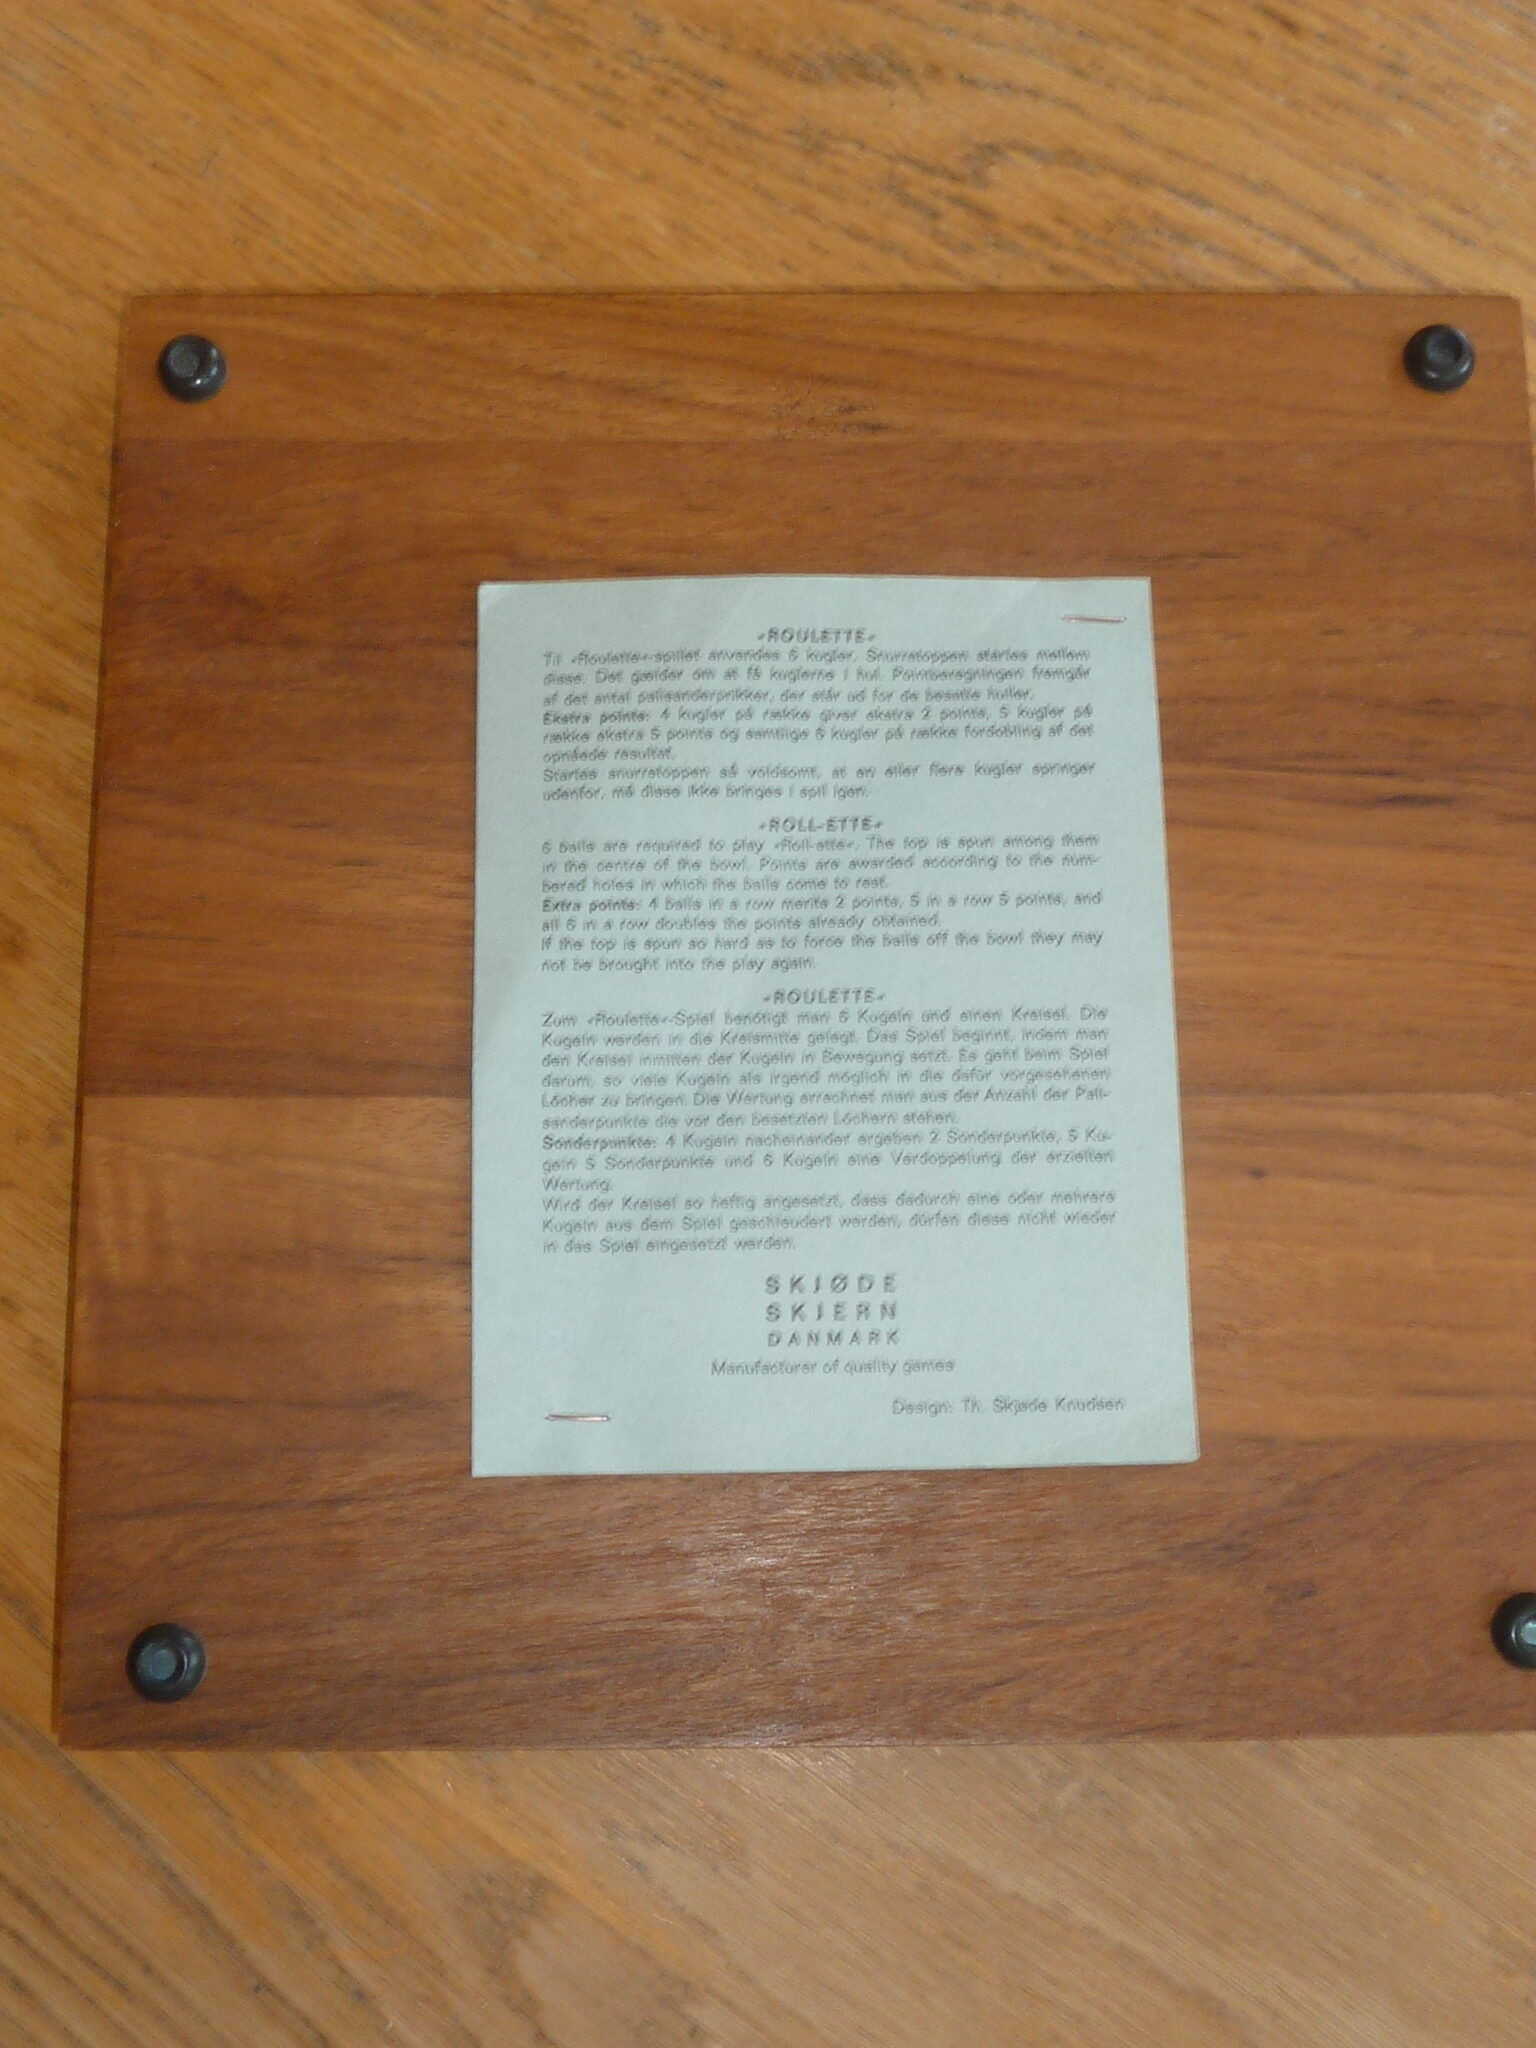 »ROULETTE«
Til »Roulette«-spillet anvendes 6 kugler. Snurretoppen startes mellem
disse. Det gælder om at få kuglerne i hul. Pointberegningen fremgår
af det antal palisanderprikker, der står ud for de besatte huller.
Ekstra points: 4 kugler på række giver ekstra 2 points, 5 kugler på
række ekstra 5 points og samtlige 6 kugler på række fordobling af det
opnåede resultat.
Startes snurretoppen så voldsomt, at en eller flere kugler springer
udenfor, må disse ikke bringes i spil igen.
»ROLL-ETTE«
6 balls are required to play »Roll-ette«. The top is spun among them
in the centre of the bowl. Points are awarded according to the num-
bered holes in which the balls come to rest.
Extra points: 4 balls in a row merits 2 points, 5 in a row 5 points, and
all 6 in a row doubles the points already obtained.
If the top is spun so hard as to force the balls off the bowl they may
not be brought into the play again.
»ROULETTE«
Zum »Roulette«-Spiel benötigt man 6 Kugeln und einen Kreisel. Die
Kugeln werden in die Kreismitte gelegt. Das Spiel beginnt, indem man
den Kreisel inmitten der Kugeln in Bewegung setzt. Es geht beim Spiel
darum, so viele Kugeln als irgend möglich in die dafür vorgesehenen
Löcher zu bringen. Die Wertung errechnet man aus der Anzahl der Pali-
sanderpunkte die vor den besetzten Löchern stehen.
Sonderpunkte: 4 Kugeln nacheinander ergeben 2 Sonderpunkte, 5 Ku-
geln 5 Sonderpunkte und 6 Kugeln eine Verdoppelung der erzielten
Wertung.
Wird der Kreisel so heftig angesetzt, dass dadurch eine oder mehrere
Kugeln aus dem Spiel geschleudert werden, dürfen diese nicht wieder
in das Spiel eingesetzt werden.
SKJØDE
SKJERN
DANMARK
Manufacturer of quality games
Design: Th. Skjøde Knudsen